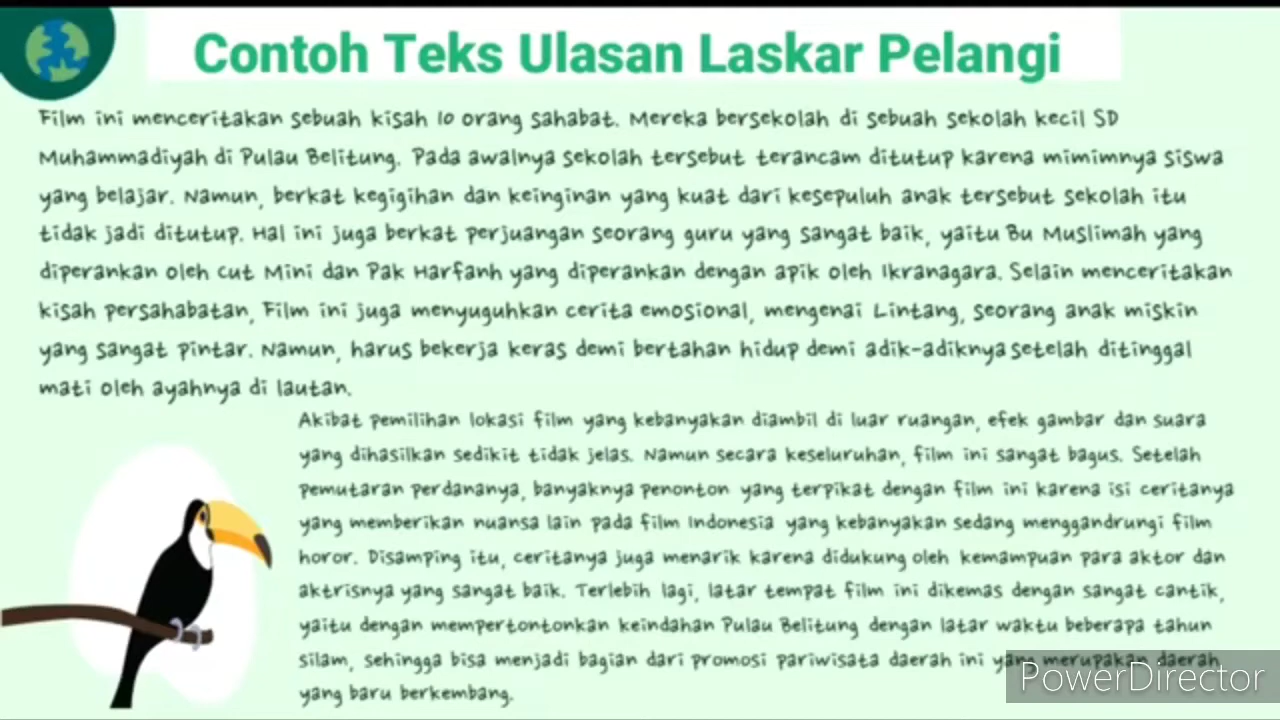 Contoh Teks Ulasan Laskar Pelangi
Film ini menceritakan sebuah kisah 10 orang sahabat. Mereka bersekolah di sebuah sekolah kecil SD
Muhammadiyah di Pulau Belitung. Pada awalnya sekolah tersebut terancam ditutup karena mimimnya siswa
yang belajar. Namun, berkat kegigihan dan keinginan yang kuat dari kesepuluh anak tersebut sekolah itu
tidak jadi ditutup. Hal ini juga berkat perjuangan seorang guru yang sangat baik, yaitu Bu Muslimah yang
diperankan oleh Cut Mini dan Pak Harfanh yang diperankan dengan apik oleh Ikranagara. Selain menceritakan
kisah persahabatan, Film ini juga menyuguhkan cerita emosional, mengenai Lintang, seorang anak miskin
yang sangat pintar. Namun, harus bekerja keras demi bertahan hidup demi adik-adiknya setelah ditinggal
mati oleh ayahnya di lautan.
Akibat pemilihan lokasi film yang kebanyakan diambil di luar ruangan, efek gambar dan suara
yang dihasilkan sedikit tidak jelas. Namun secara keseluruhan, film ini sangat bagus. Setelah
pemutaran perdananya, banyaknya penonton yang terpikat dengan film ini karena isi ceritanya
yang memberikan nuansa lain pada film Indonesia yang kebanyakan sedang menggandrungi film
horor. Disamping itu, ceritanya juga menarik karena didukung oleh kemampuan para aktor dan
aktrisnya yang sangat baik. Terlebih lagi, latar tempat film ini dikemas dengan sangat cantik,
yaitu dengan mempertontonkan keindahan Pulau Belitung dengan latar waktu beberapa tahun
silam, sehingga bisa menjadi bagian dari promosi pariwisata daerah ini yang merupakan daerah
yang baru berkembang.
PowerDirector